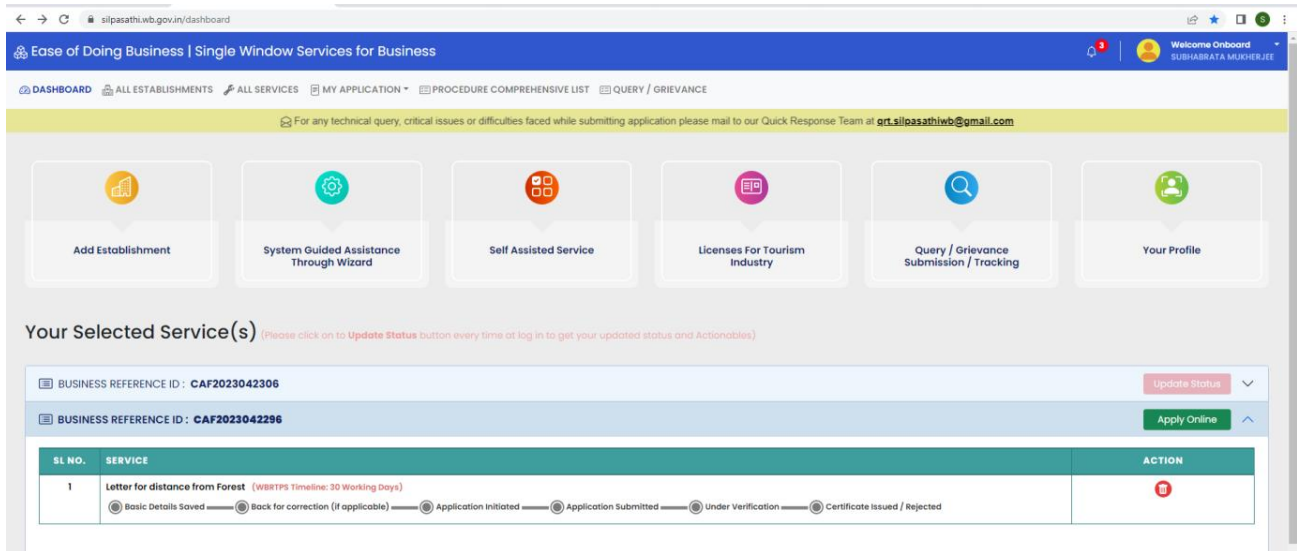 silpasathi.wb.gov.in/dashboard
S
Ease of Doing Business | Single Window Services for Business
3
Welcome Onboard
SUBHABRATA MUKHERJEE
DASHBOARD ALL ESTABLISHMENTS ALL SERVICES MY APPLICATION PROCEDURE COMPREHENSIVE LIST QUERY / GRIEVANCE
For any technical query, critical issues or difficulties faced while submitting application please mail to our Quick Response Team at qrt.silpasathiwb@gmail.com
Add Establishment
System Guided Assistance
Through Wizard
Self Assisted Service
Licenses For Tourism
Industry
Query / Grievance
Submission / Tracking
Your Profile
Your Selected Service(s) (Please click on to Update Status button every time at log in to get your updated status and Actionables)
BUSINESS REFERENCE ID : CAF2023042306 Update Status
BUSINESS REFERENCE ID : CAF2023042296 Apply Online
SL NO. SERVICE ACTION
1 Letter for distance from Forest (WBRTPS Timeline: 30 Working Days)
Basic Details Saved Back for correction (if applicable) Application Initiated Application Submitted Under Verification Certificate Issued / Rejected